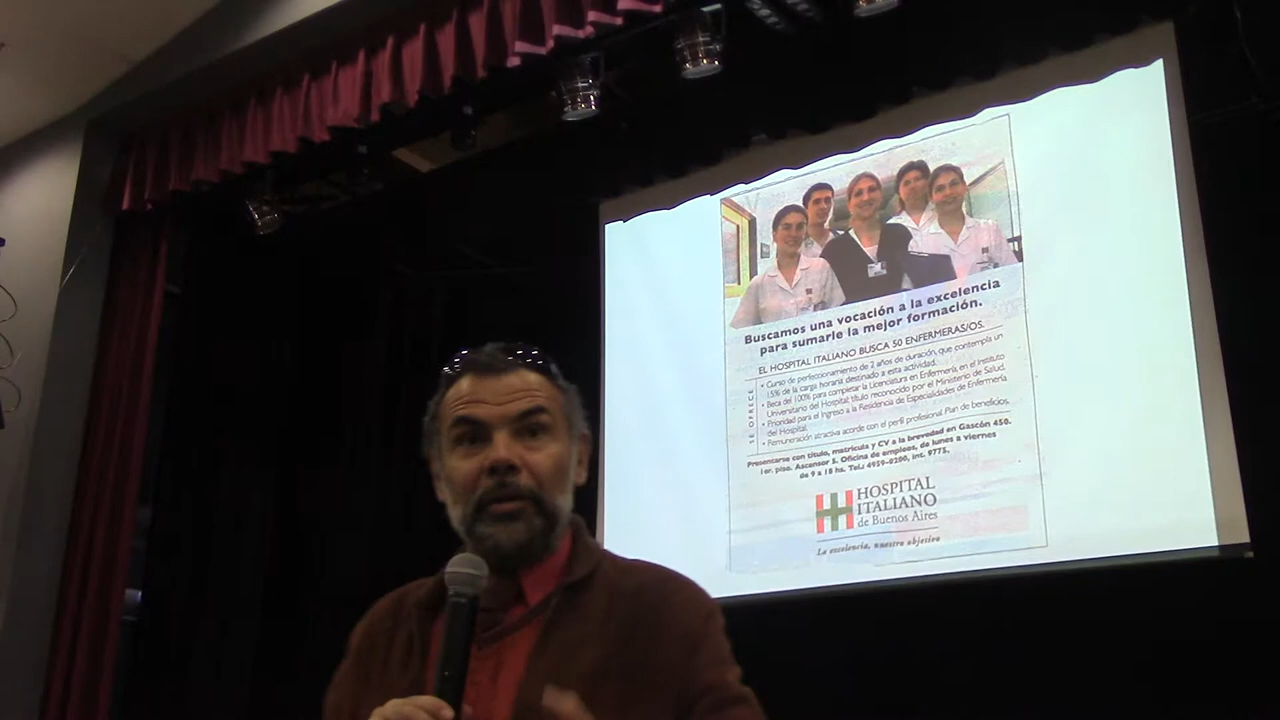 Buscamos una vocación a la excelencia
para sumarle la mejor formación.
EL HOSPITAL ITALIANO BUSCA 50 ENFERMERAS/OS.
SE OFRECE
• Curso de perfeccionamiento de 2 años de duración, que contempla un
15% de la carga horaria destinado a esta actividad.
• Beca del 100% para completar la Licenciatura en Enfermería, en el Instituto
Universitario del Hospital: título reconocido por el Ministerio de Salud.
• Prioridad para el Ingreso a la Residencia de Especialidades de Enfermería
del Hospital.
• Remuneración atractiva acorde con el perfil profesional. Plan de beneficios.
Presentarse con título, matrícula y CV a la brevedad en Gascón 450.
1er. piso. Ascensor 5. Oficina de empleos, de lunes a viernes
de 9 a 18 hs. Tel.: 4959-0200, int. 9775.
HOSPITAL
ITALIANO
de Buenos Aires
La excelencia, nuestro objetivo